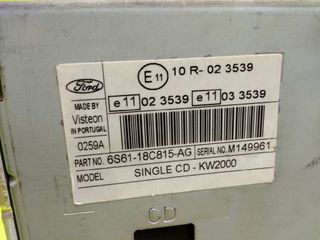 Ford
E11 10 R- 02 3539
MADE BY
Visteon
IN PORTUGAL
e11 02 3539 e11 03 3539
0259A
PART NO. 6S61-18C815-AG SERIAL NO. M149961
MODEL SINGLE CD - KW2000
CD